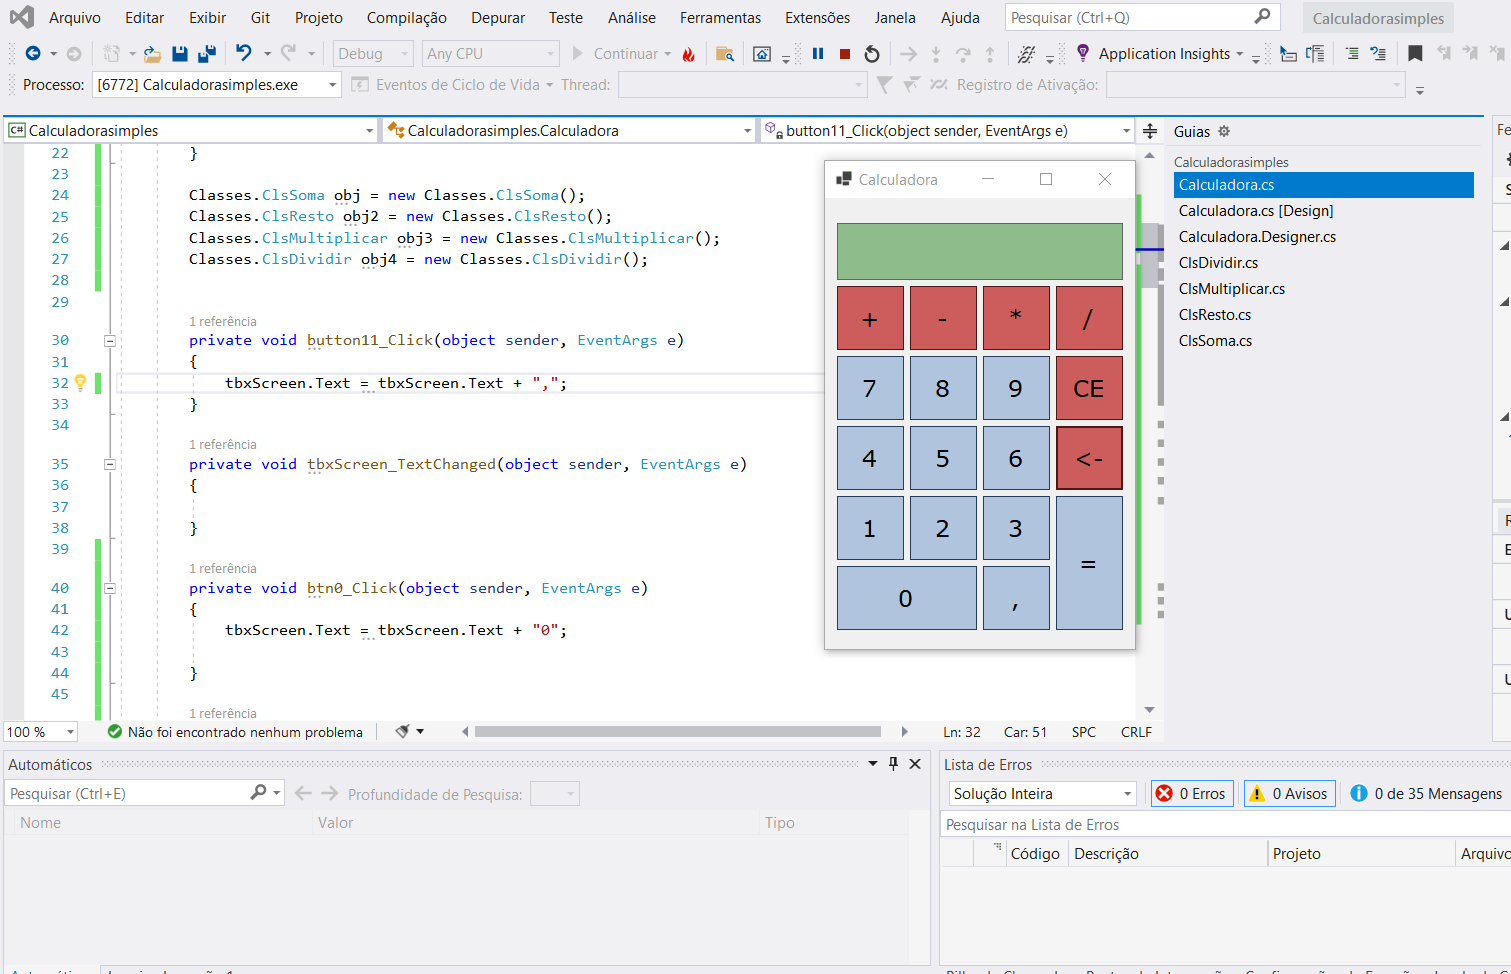 Arquivo Editar Exibir Git Projeto Compilação Depurar Teste Análise Ferramentas Extensões Janela Ajuda Pesquisar (Ctrl+Q) Calculadorasimples
Debug Any CPU Continuar Application Insights
Processo: [6772] Calculadorasimples.exe Eventos de Ciclo de Vida Thread: Registro de Ativação:
C# Calculadorasimples Calculadorasimples.Calculadora button11_Click(object sender, EventArgs e) Guias
22 }
23
24 Classes.ClsSoma obj = new Classes.ClsSoma();
25 Classes.ClsResto obj2 = new Classes.ClsResto();
26 Classes.ClsMultiplicar obj3 = new Classes.ClsMultiplicar();
27 Classes.ClsDividir obj4 = new Classes.ClsDividir();
28
29
1 referência
30 private void button11_Click(object sender, EventArgs e)
31 {
32 tbxScreen.Text = tbxScreen.Text + ",";
33 }
34
1 referência
35 private void tbxScreen_TextChanged(object sender, EventArgs e)
36 {
37
38 }
39
1 referência
40 private void btn0_Click(object sender, EventArgs e)
41 {
42 tbxScreen.Text = tbxScreen.Text + "0";
43
44 }
45
1 referência
Calculadora
+ - * /
7 8 9 CE
4 5 6 <-
1 2 3 =
0 ,
Calculadorasimples
Calculadora.cs
Calculadora.cs [Design]
Calculadora.Designer.cs
ClsDividir.cs
ClsMultiplicar.cs
ClsResto.cs
ClsSoma.cs
100 % Não foi encontrado nenhum problema Ln: 32 Car: 51 SPC CRLF
Automáticos
Pesquisar (Ctrl+E) Profundidade de Pesquisa:
Nome Valor Tipo
Lista de Erros
Solução Inteira 0 Erros 0 Avisos 0 de 35 Mensagens
Pesquisar na Lista de Erros
Código Descrição Projeto Arquivo